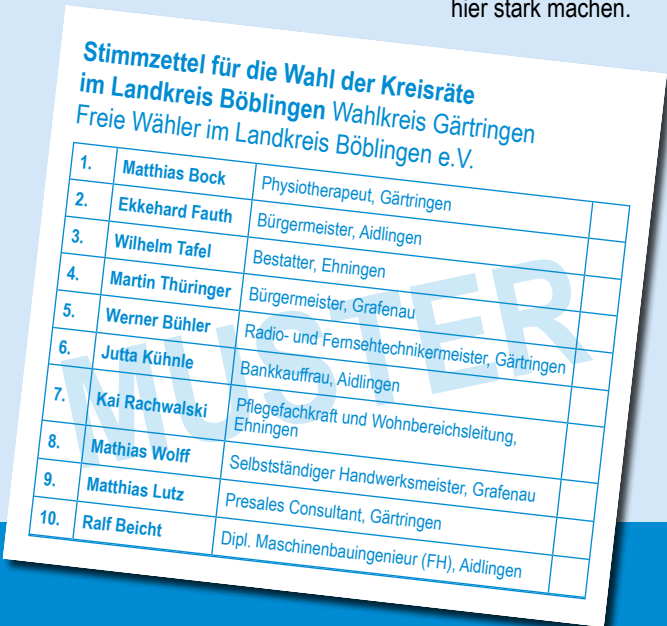 hier stark machen.
Stimmzettel für die Wahl der Kreisräte
im Landkreis Böblingen Wahlkreis Gärtringen
Freie Wähler im Landkreis Böblingen e.V.
1. Matthias Bock Physiotherapeut, Gärtringen
2. Ekkehard Fauth Bürgermeister, Aidlingen
3. Wilhelm Tafel Bestatter, Ehningen
4. Martin Thüringer Bürgermeister, Grafenau
5. Werner Bühler Radio- und Fernsehtechnikermeister, Gärtringen
6. Jutta Kühnle Bankkauffrau, Aidlingen
7. Kai Rachwalski Pflegefachkraft und Wohnbereichsleitung,
Ehningen
8. Mathias Wolff Selbstständiger Handwerksmeister, Grafenau
9. Matthias Lutz Presales Consultant, Gärtringen
10. Ralf Beicht Dipl. Maschinenbauingenieur (FH), Aidlingen
MUSTER